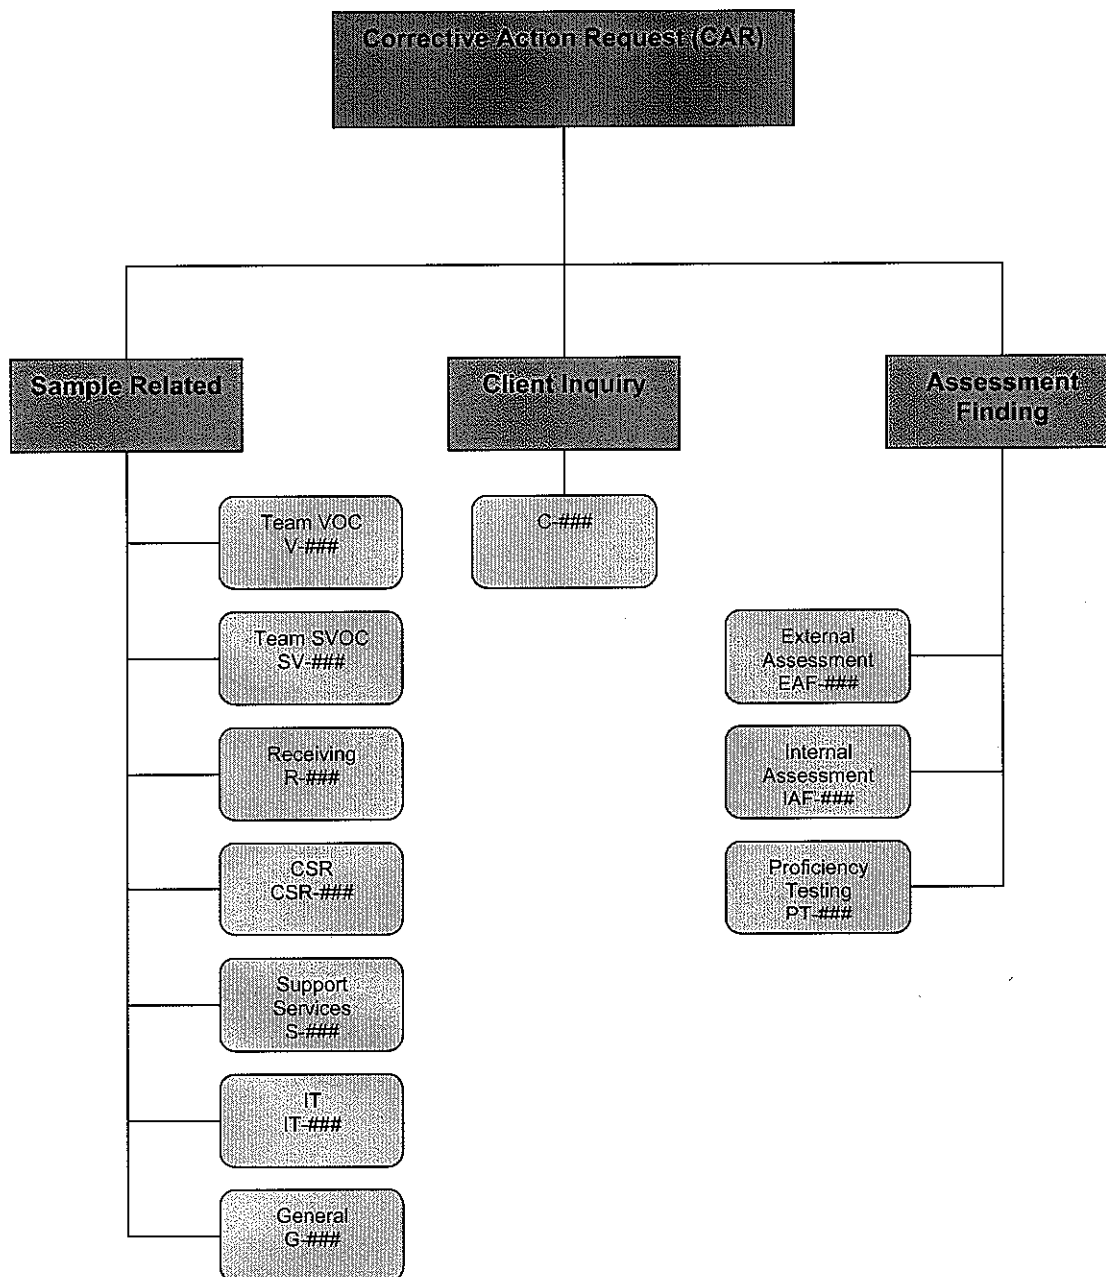 Corrective Action Request (CAR)
Sample Related
Client Inquiry
Assessment
Finding
Team VOC
V-###
Team SVOC
SV-###
Receiving
R-###
CSR
CSR-###
Support
Services
S-###
IT
IT-###
General
G-###
C-###
External
Assessment
EAF-###
Internal
Assessment
IAF-###
Proficiency
Testing
PT-###